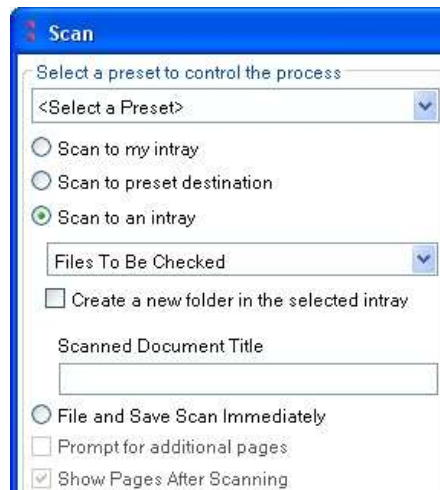 Scan
Select a preset to control the process
<Select a Preset>
Scan to my intray
Scan to preset destination
Scan to an intray
Files To Be Checked
Create a new folder in the selected intray
Scanned Document Title
File and Save Scan Immediately
Prompt for additional pages
Show Pages After Scanning